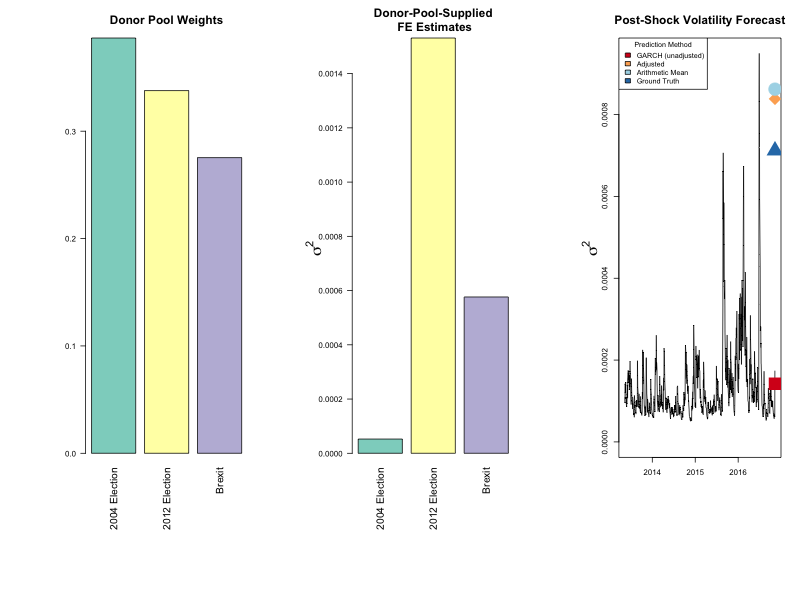 Donor Pool Weights
0.0
0.1
0.2
0.3
2004 Election
2012 Election
Brexit
Donor-Pool-Supplied
FE Estimates
σ²
0.0000
0.0002
0.0004
0.0006
0.0008
0.0010
0.0012
0.0014
2004 Election
2012 Election
Brexit
Post-Shock Volatility Forecast
Prediction Method
GARCH (unadjusted)
Adjusted
Arithmetic Mean
Ground Truth
σ²
0.0000
0.0002
0.0004
0.0006
0.0008
2014
2015
2016